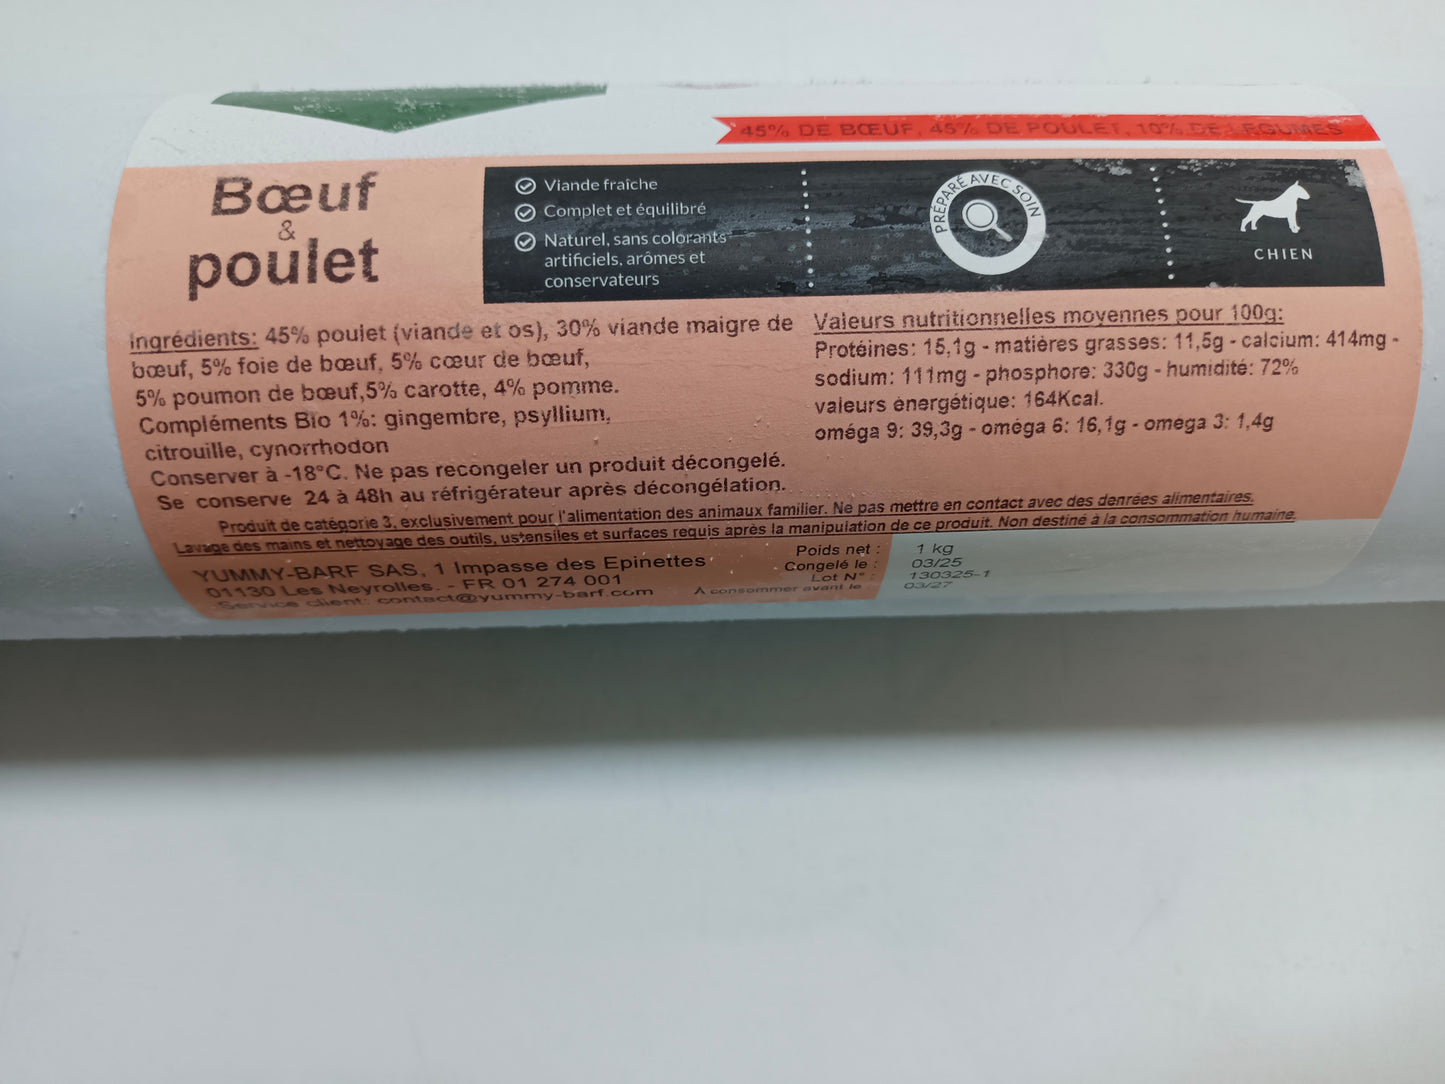 45% DE BŒUF, 45% DE POULET, 10% DE LEGUMES
Bœuf
&
poulet
Viande fraîche
Complet et équilibré
Naturel, sans colorants
artificiels, arômes et
conservateurs
PRÉPARÉ AVEC SOIN
CHIEN
Ingrédients: 45% poulet (viande et os), 30% viande maigre de
bœuf, 5% foie de bœuf, 5% cœur de bœuf,
5% poumon de bœuf,5% carotte, 4% pomme.
Compléments Bio 1%: gingembre, psyllium,
citrouille, cynorrhodon
Conserver à -18°C. Ne pas recongeler un produit décongelé.
Se conserve 24 à 48h au réfrigérateur après décongélation.
Valeurs nutritionnelles moyennes pour 100g:
Protéines: 15,1g - matières grasses: 11,5g - calcium: 414mg -
sodium: 111mg - phosphore: 330g - humidité: 72%
valeurs énergétique: 164Kcal.
oméga 9: 39,3g - oméga 6: 16,1g - oméga 3: 1,4g
Produit de catégorie 3, exclusivement pour l'alimentation des animaux familier. Ne pas mettre en contact avec des denrées alimentaires.
Lavage des mains et nettoyage des outils, ustensiles et surfaces requis après la manipulation de ce produit. Non destiné à la consommation humaine.
YUMMY-BARF SAS, 1 Impasse des Epinettes
01130 Les Neyrolles. - FR 01 274 001
Service client: contact@yummy-barf.com
Poids net : 1 kg
Congelé le : 03/25
Lot N° : 130325-1
À consommer avant le 03/27